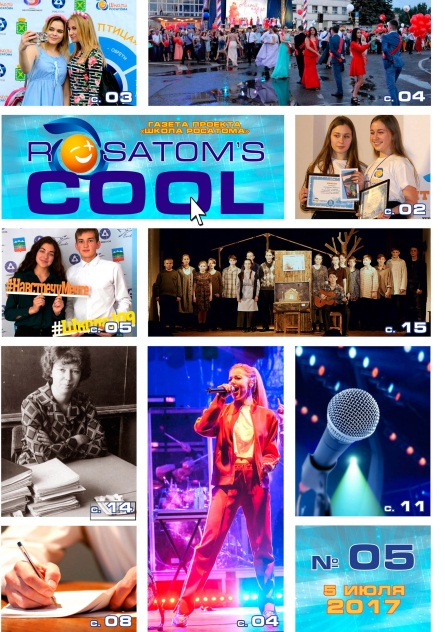 ПТИЦА
с. 03
с. 04
ГАЗЕТА ПРОЕКТА
«ШКОЛА РОСАТОМА»
ROSATOM'S
COOL
с. 02
#НавстречуМечте
с. 05
с. 15
с. 14
с. 11
с. 08
с. 04
№ 05
5 ИЮЛЯ
2017